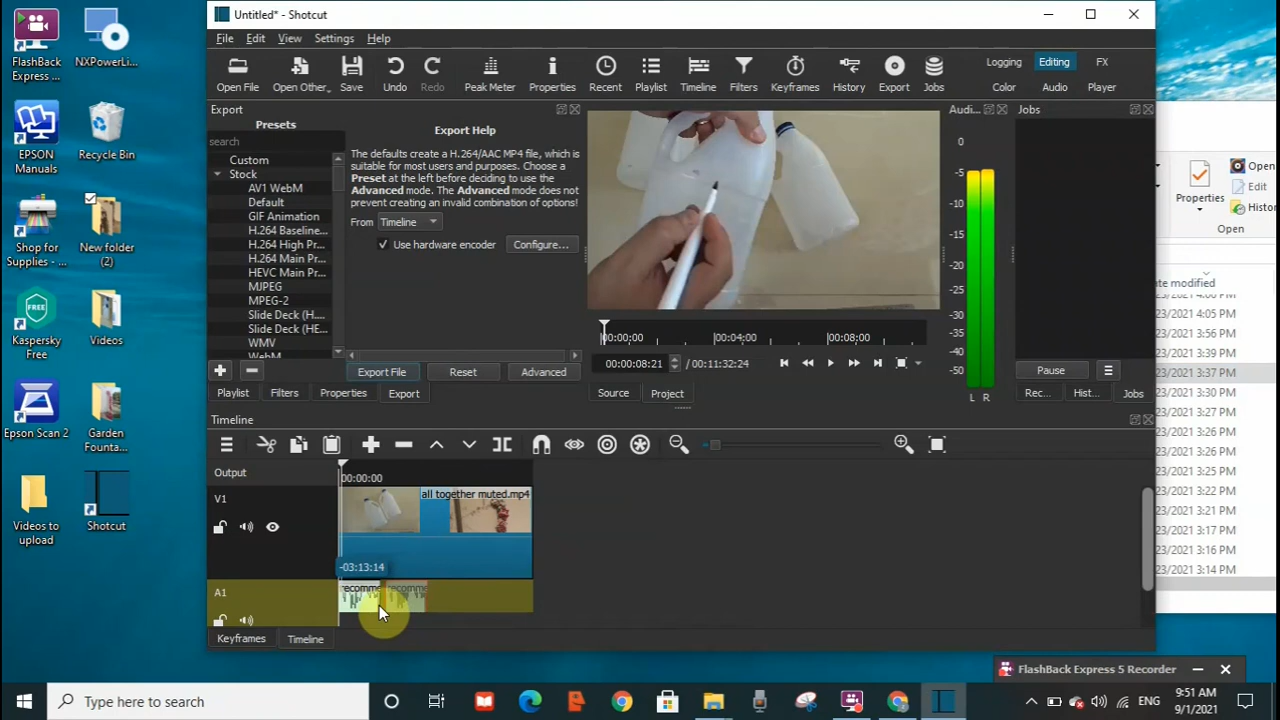 FlashBack
Express ...
NXPowerLi...
EPSON
Manuals
Recycle Bin
Shop for
Supplies - ...
New folder
(2)
FREE
Kaspersky
Free
Videos
Epson Scan 2
Garden
Founta...
Videos to
upload
Shotcut
Untitled* - Shotcut
File Edit View Settings Help
Open File Open Other.. Save Undo Redo Peak Meter Properties Recent Playlist Timeline Filters Keyframes History Export Jobs
Logging Editing FX
Color Audio Player
Export
Presets
search
Custom
Stock
AV1 WebM
Default
GIF Animation
H.264 Baseline...
H.264 High Pr...
H.264 Main Pr...
HEVC Main Pr...
MJPEG
MPEG-2
Slide Deck (H....
Slide Deck (HE...
WMV
WebM
Export Help
The defaults create a H.264/AAC MP4 file, which is
suitable for most users and purposes. Choose a
Preset at the left before deciding to use the
Advanced mode. The Advanced mode does not
prevent creating an invalid combination of options!
From Timeline
Use hardware encoder Configure...
Export File Reset Advanced
Playlist Filters Properties Export
00:00:00 00:04:00 00:08:00
00:00:08:21 / 00:11:32:24
Source Project
Audi...
0
-5
-10
-15
-20
-25
-30
-35
-40
-50
L R
Jobs
Pause
Rec... Hist... Jobs
Properties
Open
Edit
Histor
Open
ate modified
23/2021 4:05 PM
23/2021 3:56 PM
23/2021 3:39 PM
23/2021 3:37 PM
23/2021 3:30 PM
23/2021 3:27 PM
23/2021 3:26 PM
23/2021 3:25 PM
23/2021 3:22 PM
23/2021 3:21 PM
23/2021 3:17 PM
23/2021 3:16 PM
23/2021 3:14 PM
Timeline
Output
00:00:00
V1
all together muted.mp4
-03:13:14
A1
recomme recomme
Keyframes Timeline
FlashBack Express 5 Recorder
Type here to search
ENG
9:51 AM
9/1/2021